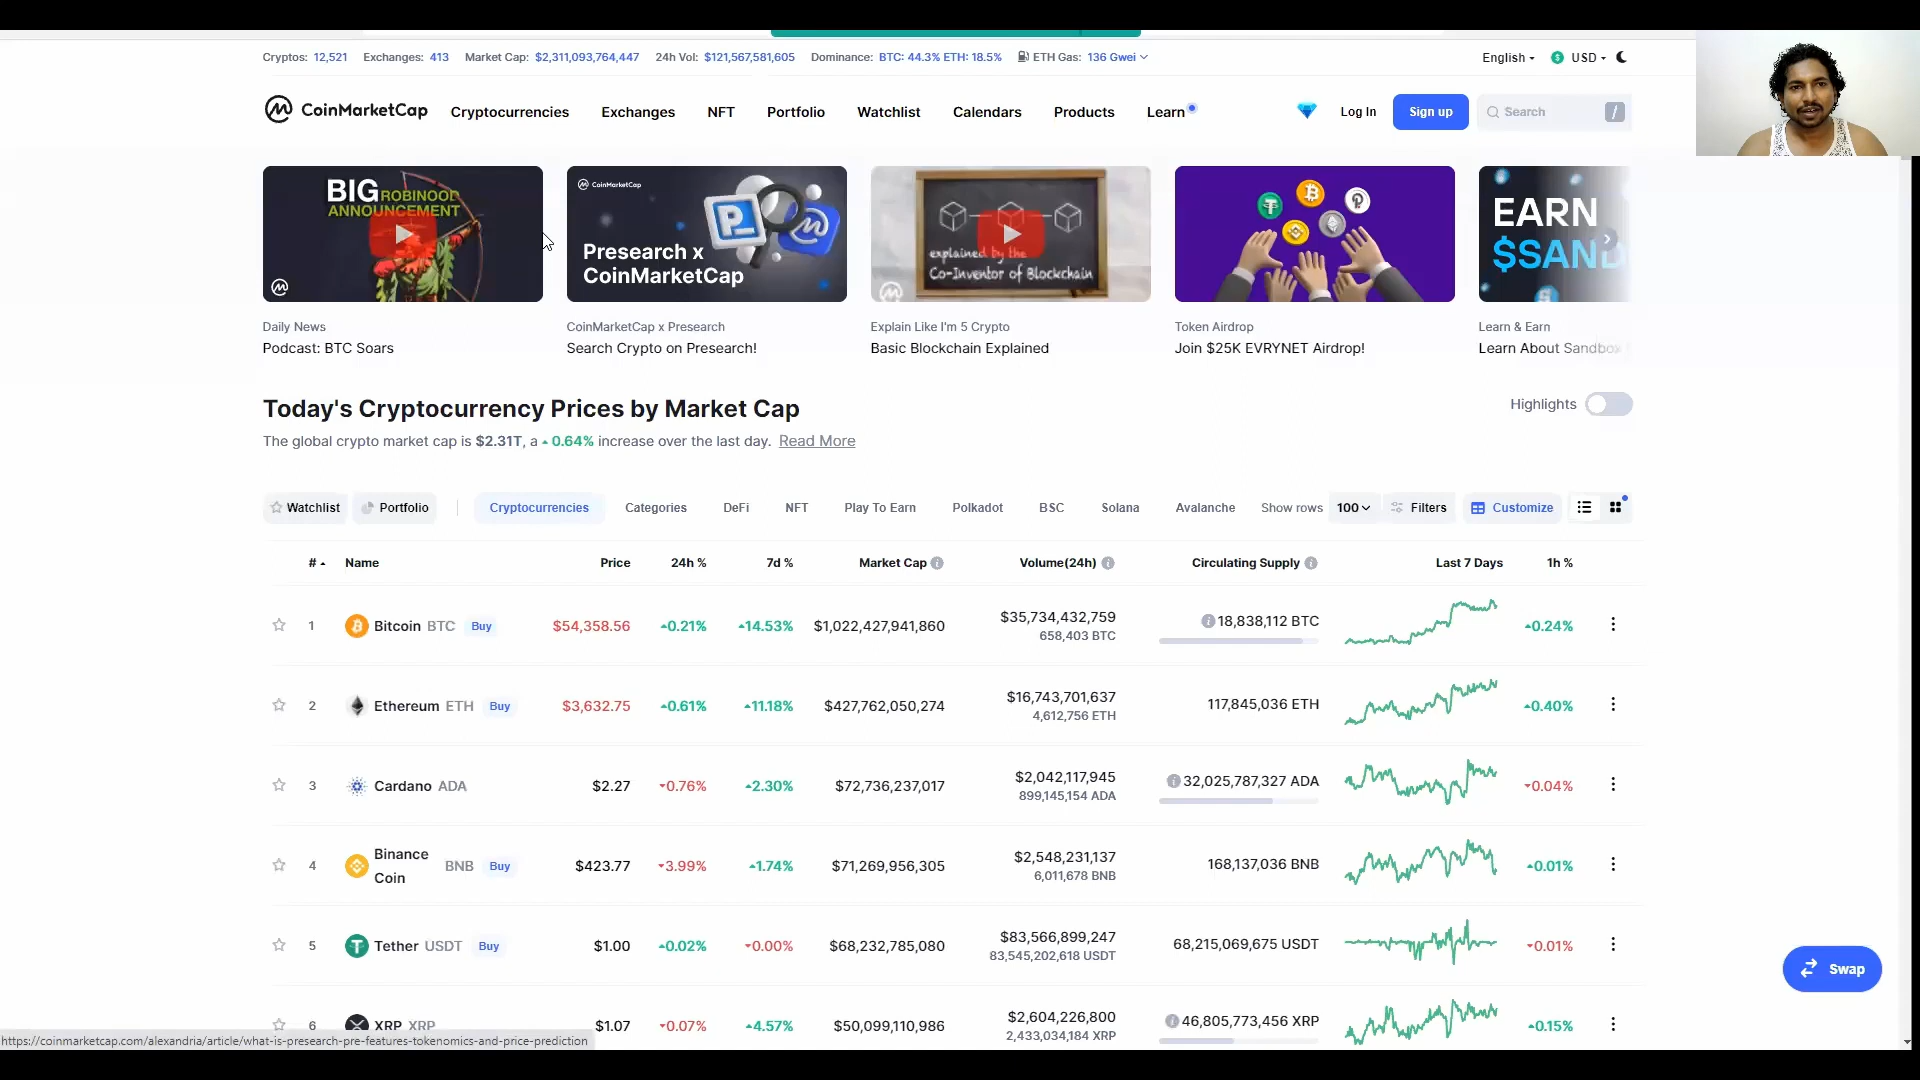 Cryptos: 12,521 Exchanges: 413 Market Cap: $2,311,093,764,447 24h Vol: $121,567,581,605 Dominance: BTC: 44.3% ETH: 18.5% ETH Gas: 136 Gwei English USD
CoinMarketCap Cryptocurrencies Exchanges NFT Portfolio Watchlist Calendars Products Learn Log In Sign up Search /
BIG ROBINOOD
ANNOUNCEMENT
CoinMarketCap
Presearch x
CoinMarketCap
explained by the
Co-Inventor of Blockchain
EARN
$SAND
Daily News
Podcast: BTC Soars
CoinMarketCap x Presearch
Search Crypto on Presearch!
Explain Like I'm 5 Crypto
Basic Blockchain Explained
Token Airdrop
Join $25K EVRYNET Airdrop!
Learn & Earn
Learn About Sandbox
Today's Cryptocurrency Prices by Market Cap
Highlights
The global crypto market cap is $2.31T, a 0.64% increase over the last day. Read More
Watchlist Portfolio Cryptocurrencies Categories DeFi NFT Play To Earn Polkadot BSC Solana Avalanche Show rows 100 Filters Customize
# Name Price 24h % 7d % Market Cap Volume(24h) Circulating Supply Last 7 Days 1h %
1 Bitcoin BTC Buy $54,358.56 0.21% 14.53% $1,022,427,941,860 $35,734,432,759 18,838,112 BTC 0.24%
658,403 BTC
2 Ethereum ETH Buy $3,632.75 0.61% 11.18% $427,762,050,274 $16,743,701,637 117,845,036 ETH 0.40%
4,612,756 ETH
3 Cardano ADA $2.27 0.76% 2.30% $72,736,237,017 $2,042,117,945 32,025,787,327 ADA 0.04%
899,145,154 ADA
4 Binance Coin BNB Buy $423.77 3.99% 1.74% $71,269,956,305 $2,548,231,137 168,137,036 BNB 0.01%
6,011,678 BNB
5 Tether USDT Buy $1.00 0.02% 0.00% $68,232,785,080 $83,566,899,247 68,215,069,675 USDT 0.01%
83,545,202,618 USDT
Swap
6 XRP XRP $1.07 0.07% 4.57% $50,099,110,986 $2,604,226,800 46,805,773,456 XRP 0.15%
2,433,034,184 XRP
https://coinmarketcap.com/alexandria/article/what-is-presearch-pre-features-tokenomics-and-price-prediction